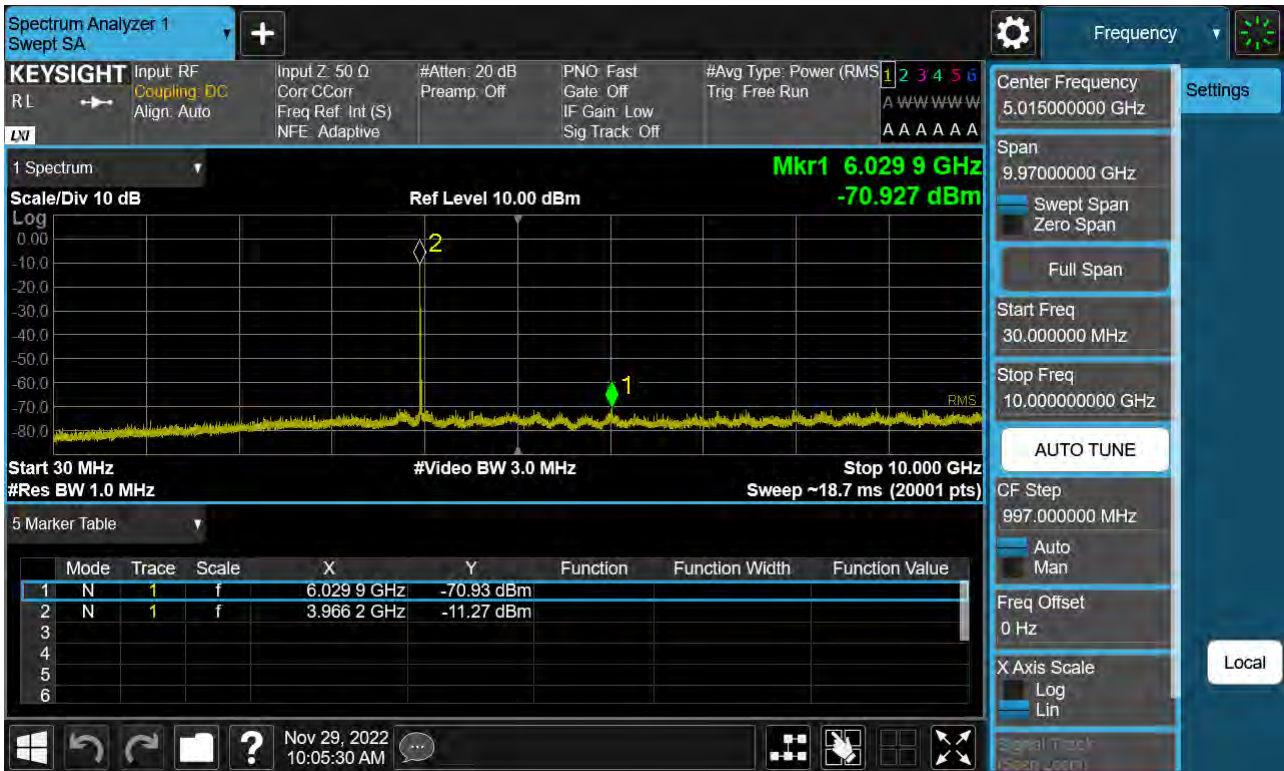 Spectrum Analyzer 1
Swept SA
Frequency
KEYSIGHT
RL
LXI
Input: RF
Coupling: DC
Align: Auto
Input Z: 50 Ω
Corr CCorr
Freq Ref: Int (S)
NFE: Adaptive
#Atten: 20 dB
Preamp: Off
PNO: Fast
Gate: Off
IF Gain: Low
Sig Track: Off
#Avg Type: Power (RMS
Trig: Free Run
1 2 3 4 5 6
A W W W W W
A A A A A A
1 Spectrum
Mkr1 6.029 9 GHz
-70.927 dBm
Scale/Div 10 dB
Ref Level 10.00 dBm
Log
0.00
-10.0
-20.0
-30.0
-40.0
-50.0
-60.0
-70.0
-80.0
2
1
RMS
Start 30 MHz
#Video BW 3.0 MHz
Stop 10.000 GHz
#Res BW 1.0 MHz
Sweep ~18.7 ms (20001 pts)
5 Marker Table
Mode Trace Scale X Y Function Function Width Function Value
1 N 1 f 6.029 9 GHz -70.93 dBm
2 N 1 f 3.966 2 GHz -11.27 dBm
3
4
5
6
Nov 29, 2022
10:05:30 AM
Center Frequency
5.015000000 GHz
Span
9.97000000 GHz
Swept Span
Zero Span
Full Span
Start Freq
30.000000 MHz
Stop Freq
10.000000000 GHz
AUTO TUNE
CF Step
997.000000 MHz
Auto
Man
Freq Offset
0 Hz
X Axis Scale
Log
Lin
Signal Track
(Span Zoom)
Settings
Local